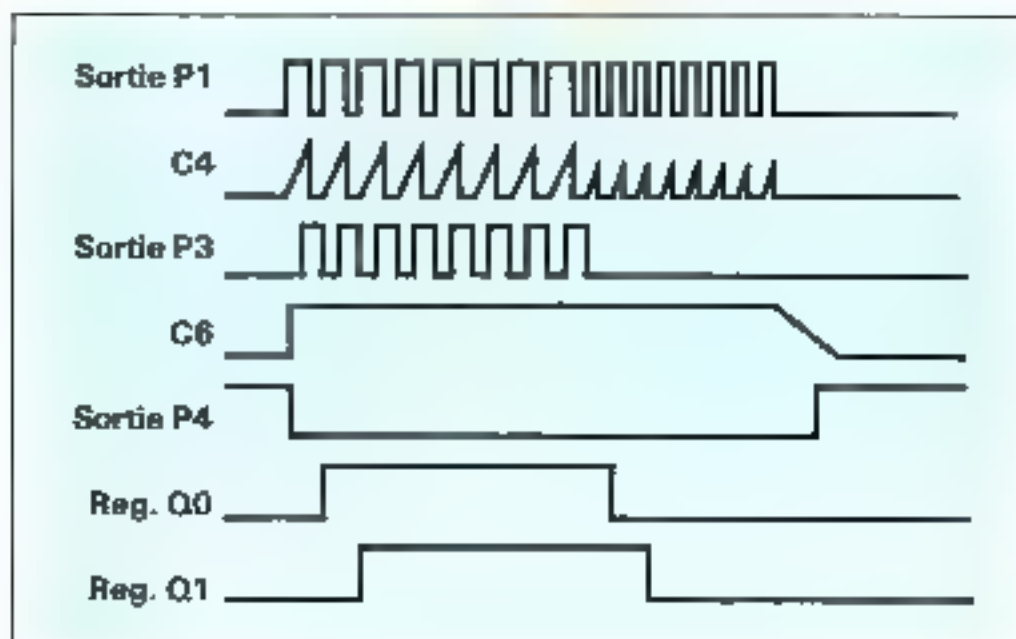 Sortie P1
C4
Sortie P3
C6
Sortie P4
Reg. Q0
Reg. Q1